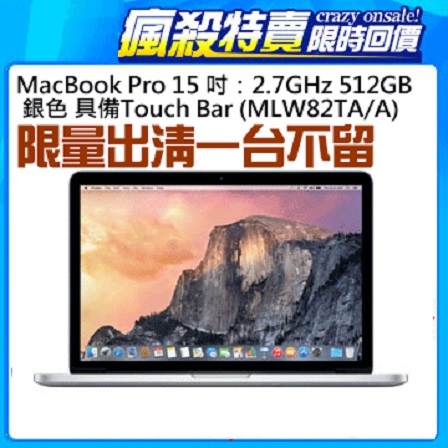 crazy onsale!
瘋殺特賣 限時回價
MacBook Pro 15 吋：2.7GHz 512GB
銀色 具備Touch Bar (MLW82TA/A)
限量出清一台不留